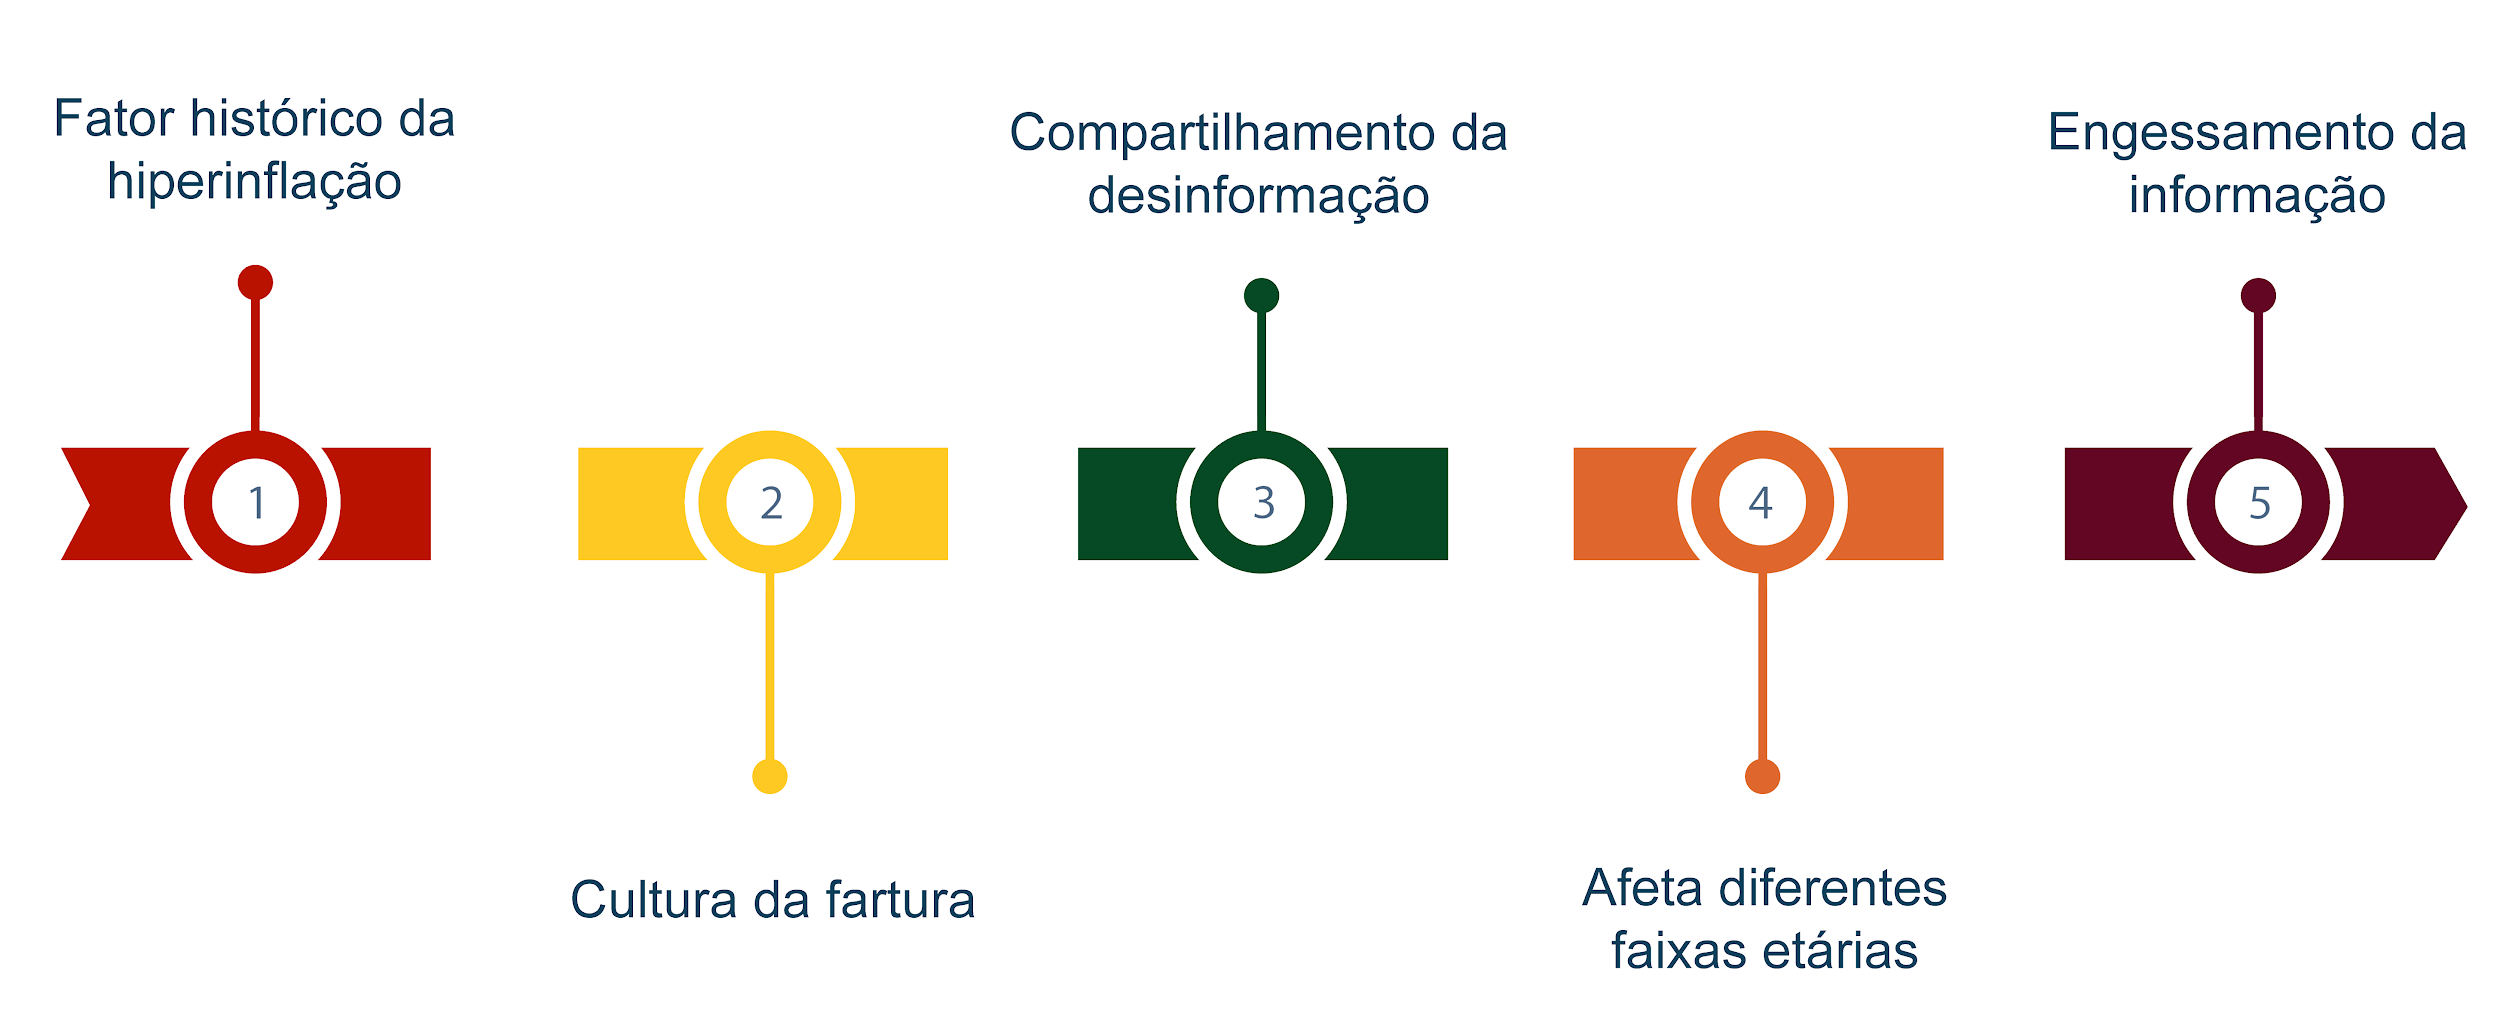 Fator histórico da
hiperinflação
1
2
Cultura da fartura
Compartilhamento da
desinformação
3
4
Afeta diferentes
faixas etárias
Engessamento da
informação
5